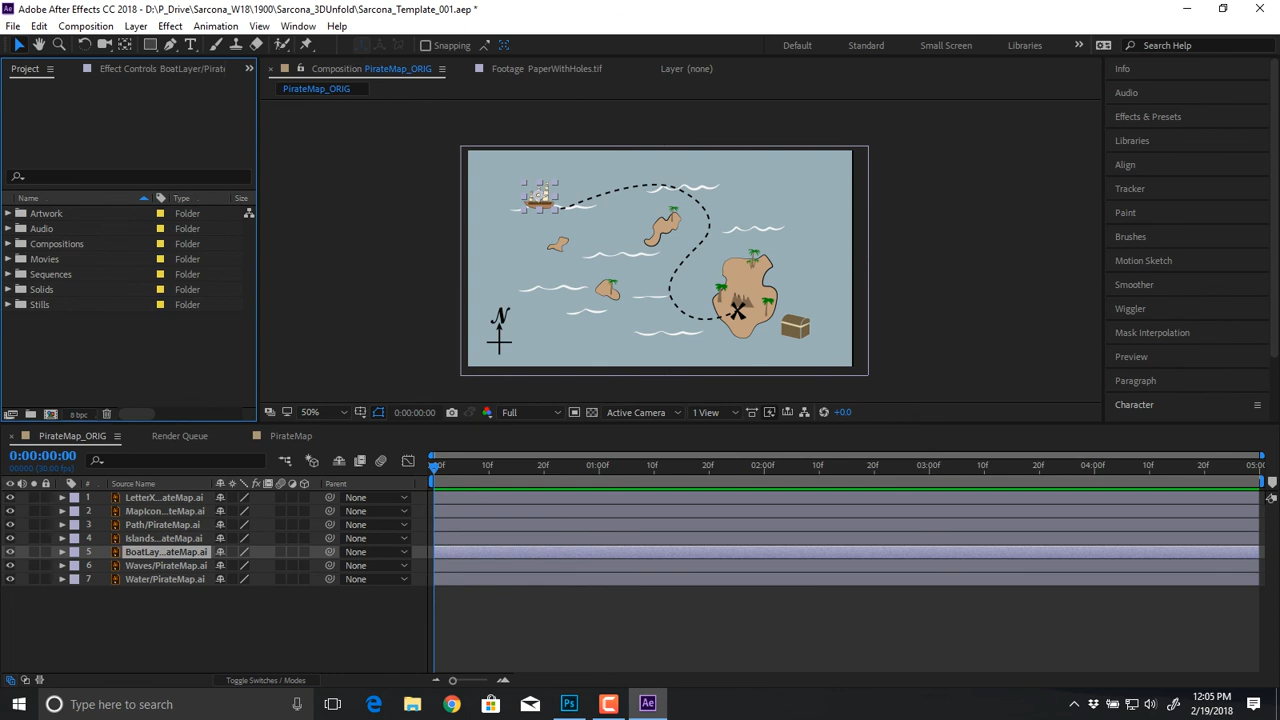 Adobe After Effects CC 2018 - D:\P_Drive\Sarcona_W18\1900\Sarcona_3DUnfold\Sarcona_Template_001.aep *
File Edit Composition Layer Effect Animation View Window Help
Snapping Default Standard Small Screen Libraries Search Help
Project Effect Controls BoatLayer/Pirat Composition PirateMap_ORIG Footage PaperWithHoles.tif Layer (none) Info
PirateMap_ORIG
Audio
Effects & Presets
Libraries
Align
Tracker
Paint
Brushes
Motion Sketch
Smoother
Wiggler
Mask Interpolation
Preview
Paragraph
Character
Name Type Size
Artwork Folder
Audio Folder
Compositions Folder
Movies Folder
Sequences Folder
Solids Folder
Stills Folder
N
8 bpc 50% 0:00:00:00 Full Active Camera 1 View +0.0
PirateMap_ORIG Render Queue PirateMap
0:00:00:00
00000 (30.00 fps)
10f 20f 01:00f 10f 20f 02:00f 10f 20f 03:00f 10f 20f 04:00f 10f 20f 05:00
# Source Name fx Parent
1 LetterX...ateMap.ai None
2 MapIcon...teMap.ai None
3 Path/PirateMap.ai None
4 Islands...ateMap.ai None
5 BoatLay...ateMap.ai None
6 Waves/PirateMap.ai None
7 Water/PirateMap.ai None
Toggle Switches / Modes
Type here to search Ps Ae 12:05 PM
2/19/2018